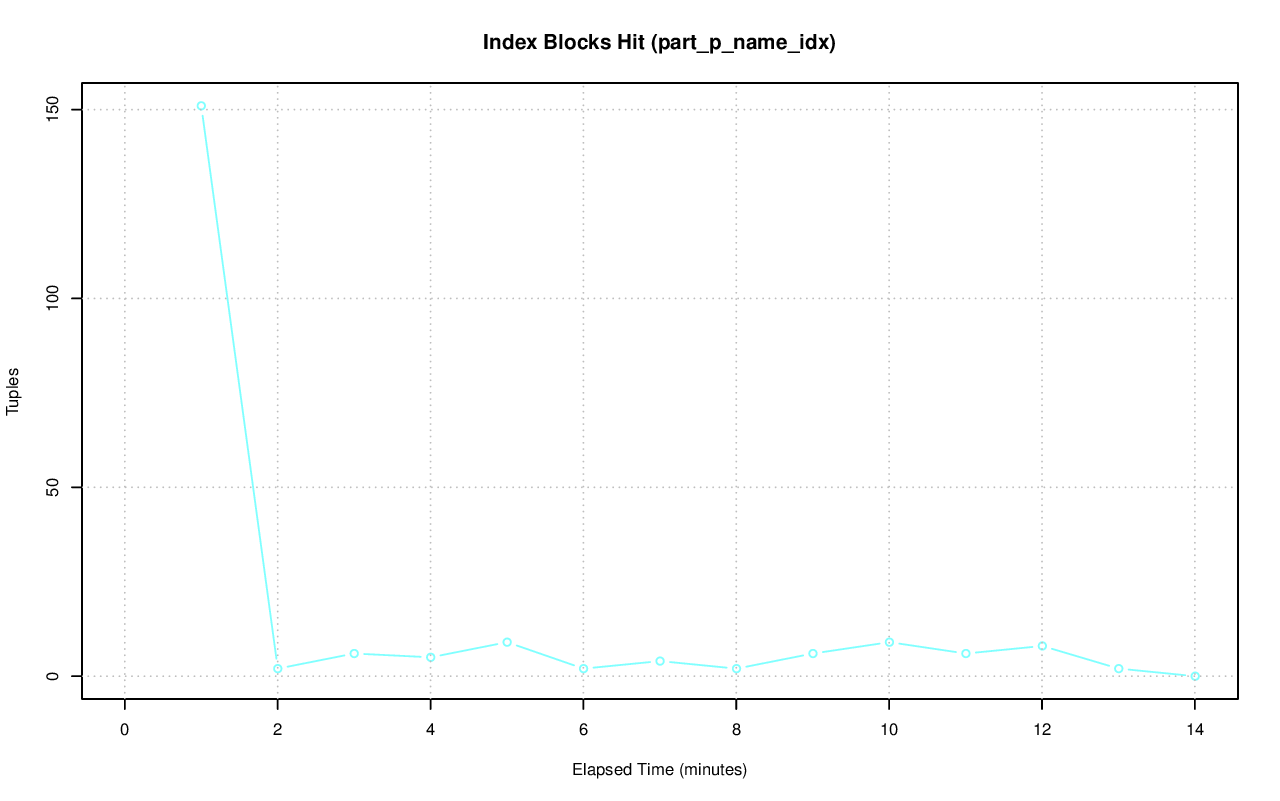 Index Blocks Hit (part_p_name_idx)
150
100
50
0
Tuples
0 2 4 6 8 10 12 14
Elapsed Time (minutes)